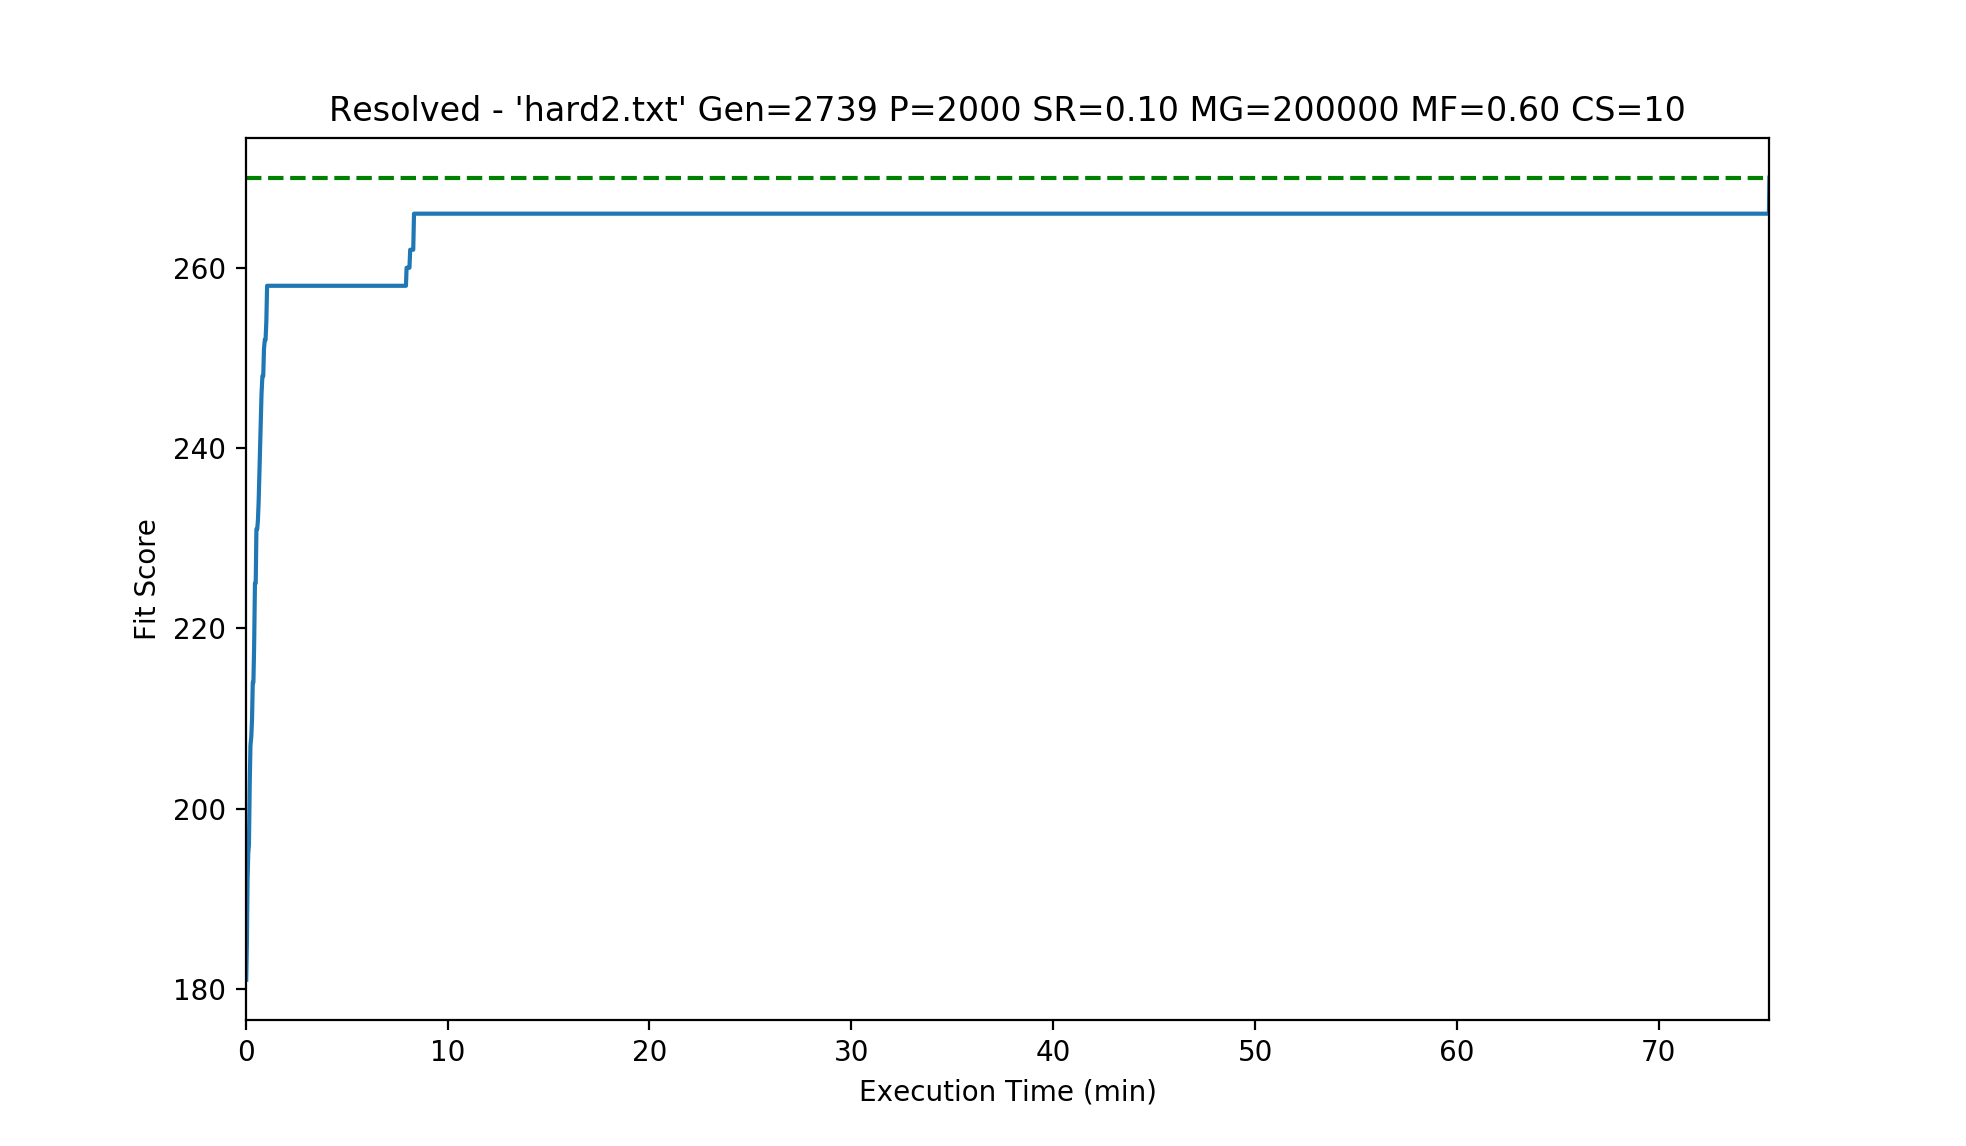 Resolved - 'hard2.txt' Gen=2739 P=2000 SR=0.10 MG=200000 MF=0.60 CS=10
260
240
220
200
180
Fit Score
0 10 20 30 40 50 60 70
Execution Time (min)